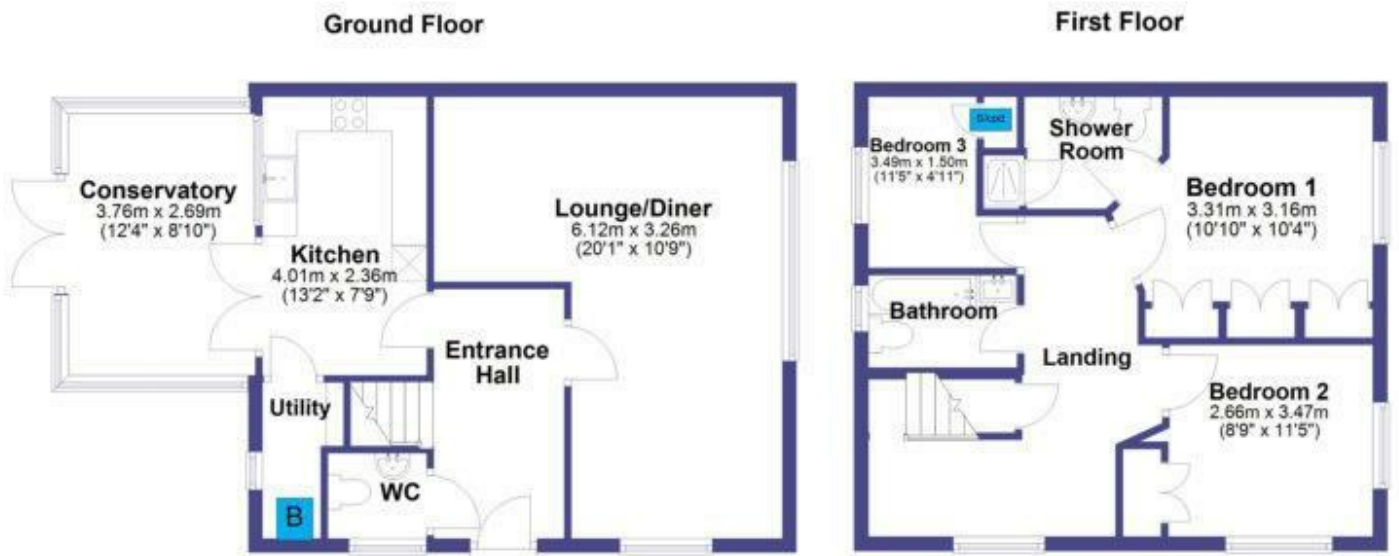 Ground Floor
First Floor
Conservatory
3.76m x 2.69m
(12'4" x 8'10")
Kitchen
4.01m x 2.36m
(13'2" x 7'9")
Lounge/Diner
6.12m x 3.26m
(20'1" x 10'9")
Entrance
Hall
Utility
WC
B
Bedroom 3
3.49m x 1.50m
(11'5" x 4'11")
Shower
Room
Bedroom 1
3.31m x 3.16m
(10'10" x 10'4")
Bathroom
Landing
Bedroom 2
2.66m x 3.47m
(8'9" x 11'5")